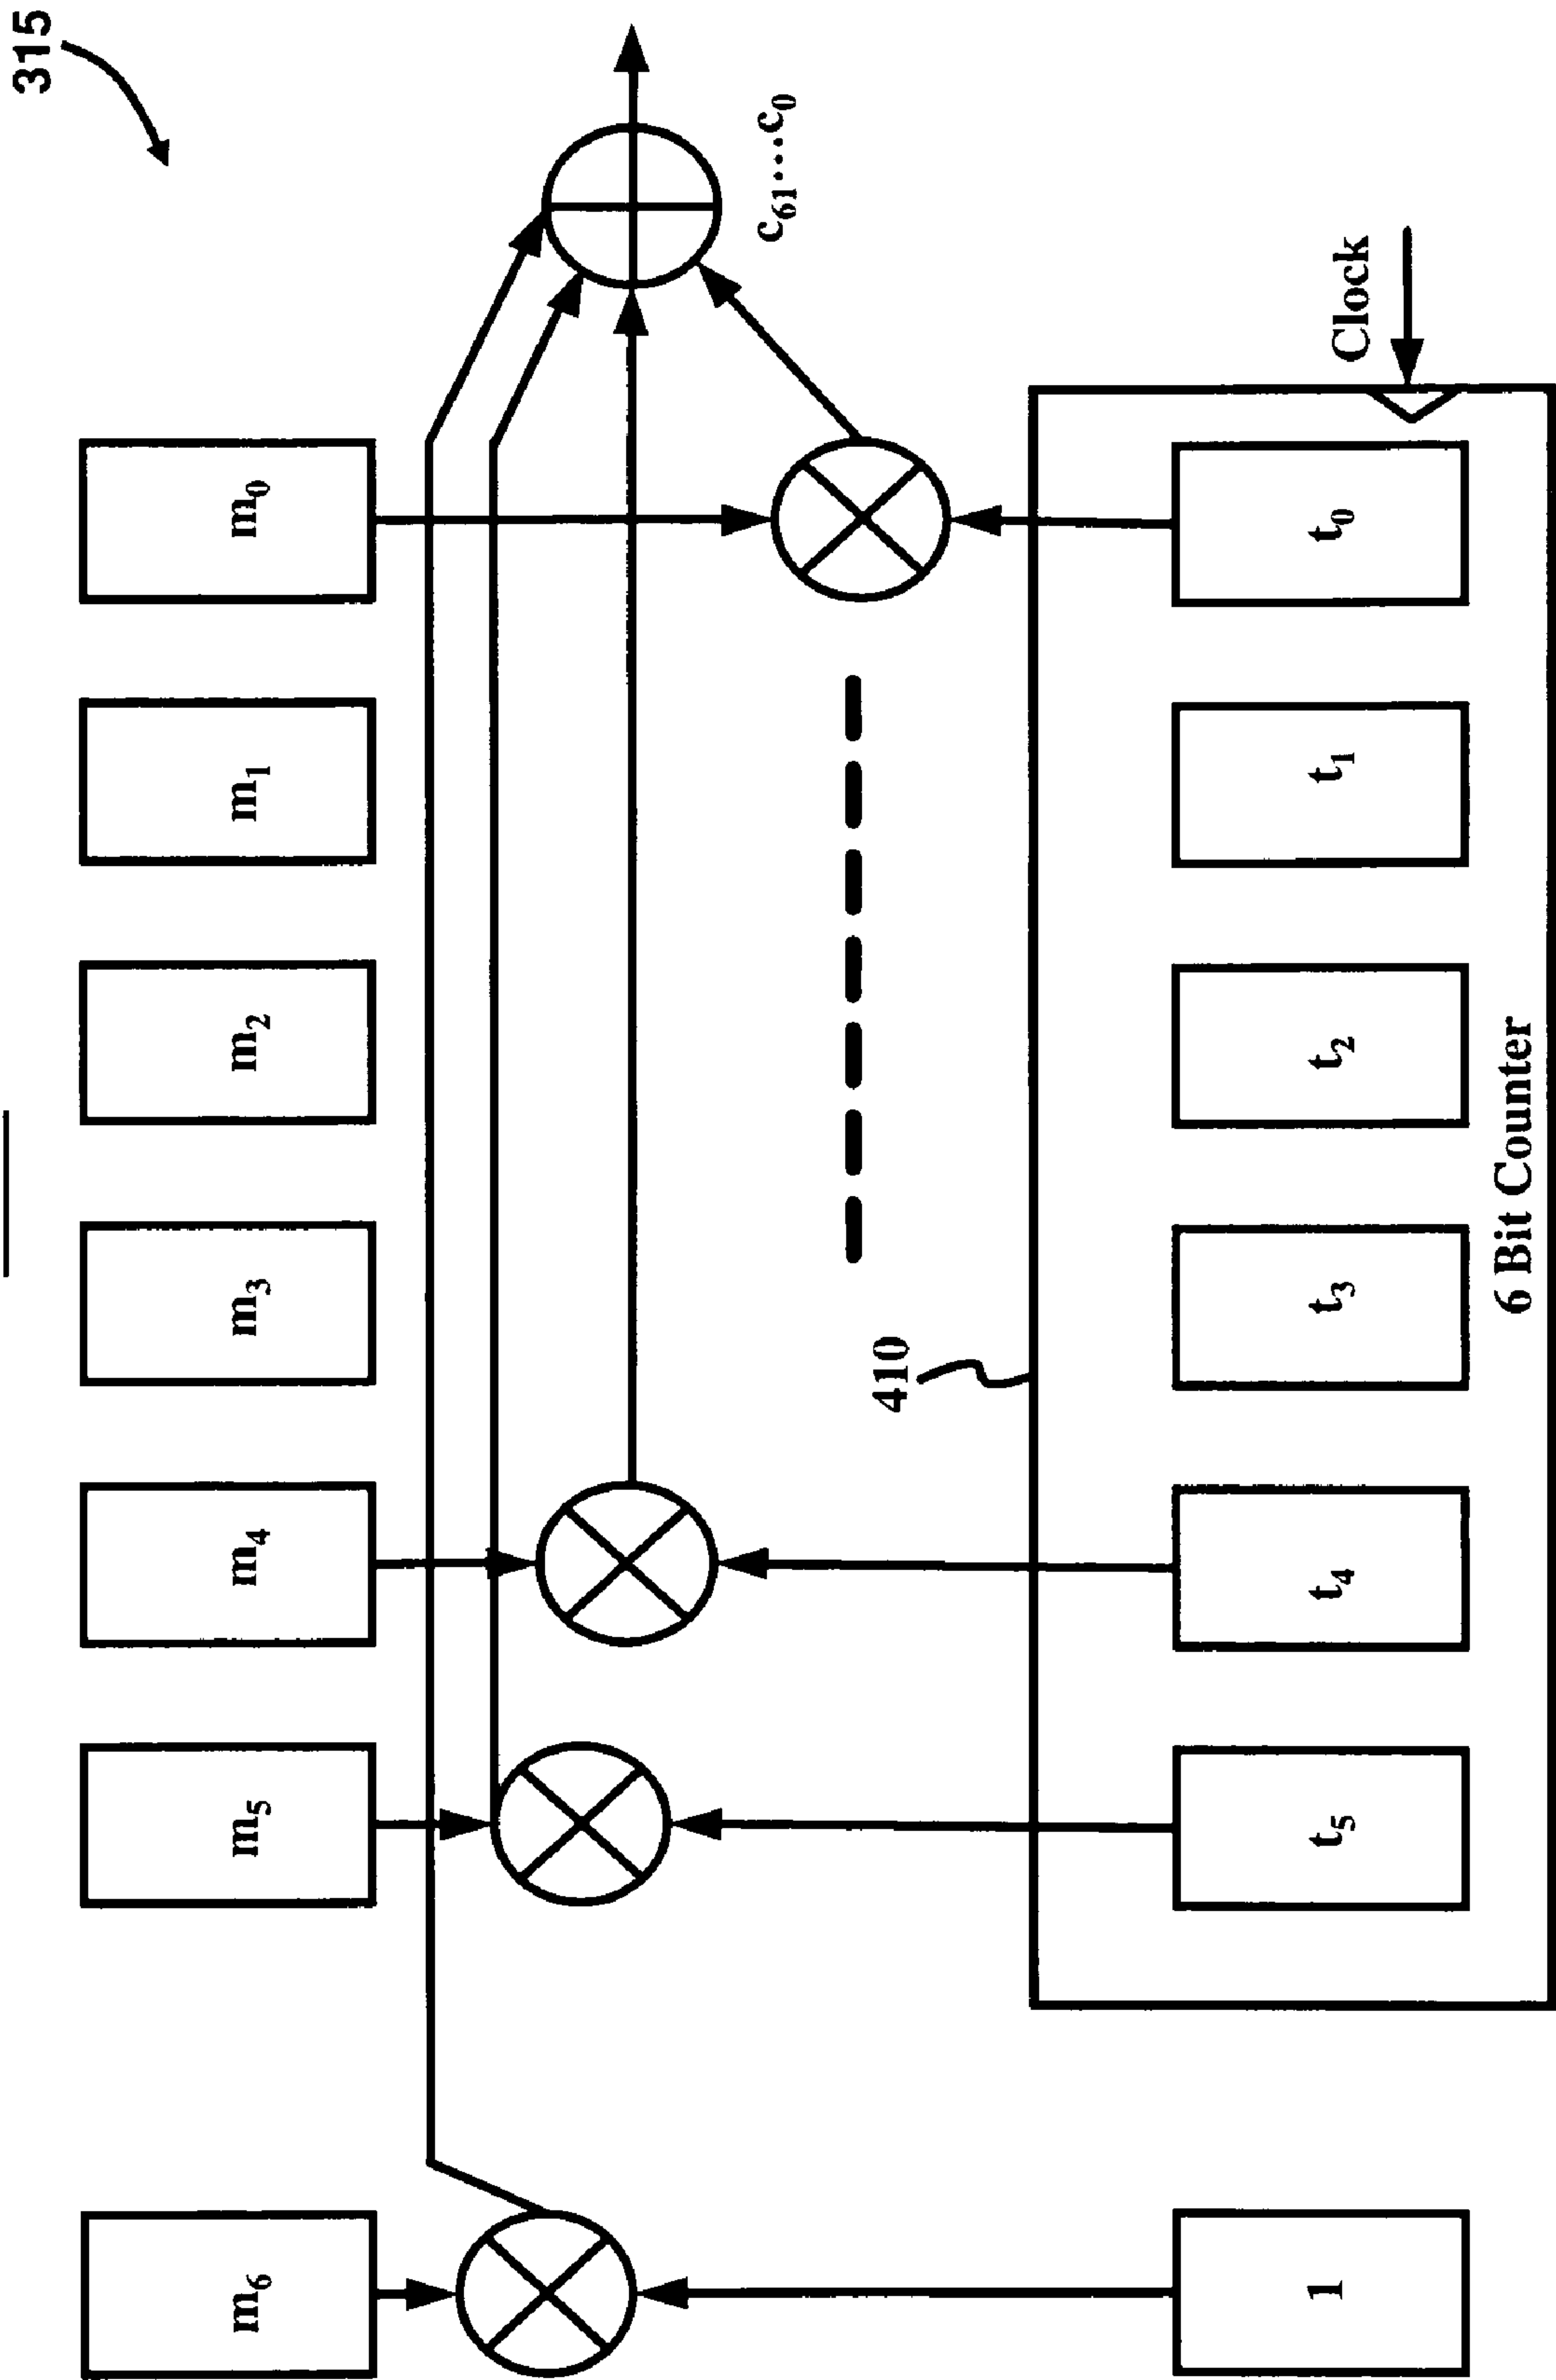 315
m₆ m₅ m₄ m₃ m₂ m₁ m₀
c₆₁...c₀
410
Clock
1 t₅ t₄ t₃ t₂ t₁ t₀
6 Bit Counter